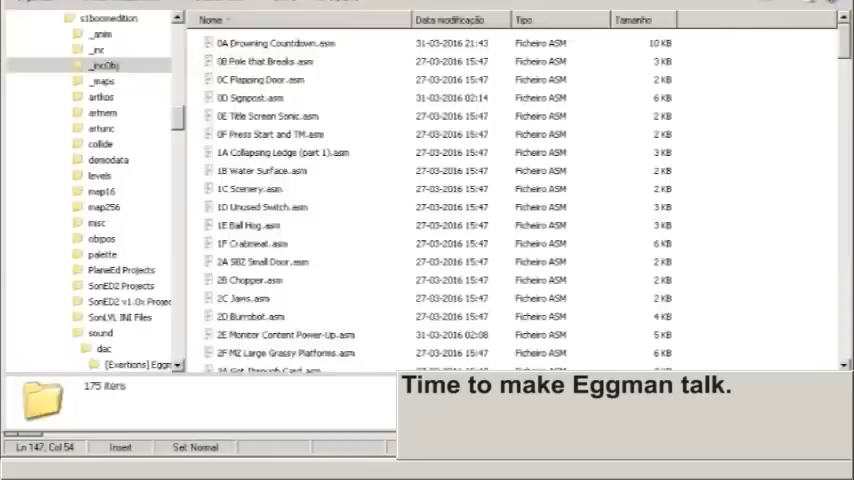 s1boomedition
_anim
_inc
_incObj
_maps
artkos
artnem
artunc
collide
demodata
levels
map16
map256
misc
objpos
palette
PlaneEd Projects
SonED2 Projects
SonED2 v1.0x Projec
SonLVL INI Files
sound
dac
[Exertions] Eggm
Nome Data modificação Tipo Tamanho
0A Drowning Countdown.asm 31-03-2016 21:43 Ficheiro ASM 10 KB
0B Pole that Breaks.asm 27-03-2016 15:47 Ficheiro ASM 3 KB
0C Flapping Door.asm 27-03-2016 15:47 Ficheiro ASM 2 KB
0D Signpost.asm 31-03-2016 02:14 Ficheiro ASM 6 KB
0E Title Screen Sonic.asm 27-03-2016 15:47 Ficheiro ASM 2 KB
0F Press Start and TM.asm 27-03-2016 15:47 Ficheiro ASM 2 KB
1A Collapsing Ledge (part 1).asm 27-03-2016 15:47 Ficheiro ASM 3 KB
1B Water Surface.asm 27-03-2016 15:47 Ficheiro ASM 2 KB
1C Scenery.asm 27-03-2016 15:47 Ficheiro ASM 2 KB
1D Unused Switch.asm 27-03-2016 15:47 Ficheiro ASM 3 KB
1E Ball Hog.asm 27-03-2016 15:47 Ficheiro ASM 3 KB
1F Crabmeat.asm 27-03-2016 15:47 Ficheiro ASM 6 KB
2A SBZ Small Door.asm 27-03-2016 15:47 Ficheiro ASM 2 KB
2B Chopper.asm 27-03-2016 15:47 Ficheiro ASM 2 KB
2C Jaws.asm 27-03-2016 15:47 Ficheiro ASM 2 KB
2D Burrobot.asm 27-03-2016 15:47 Ficheiro ASM 4 KB
2E Monitor Content Power-Up.asm 31-03-2016 02:08 Ficheiro ASM 5 KB
2F MZ Large Grassy Platforms.asm 27-03-2016 15:47 Ficheiro ASM 6 KB
175 itens
Time to make Eggman talk.
Ln 147, Col 54 Insert Sel: Normal